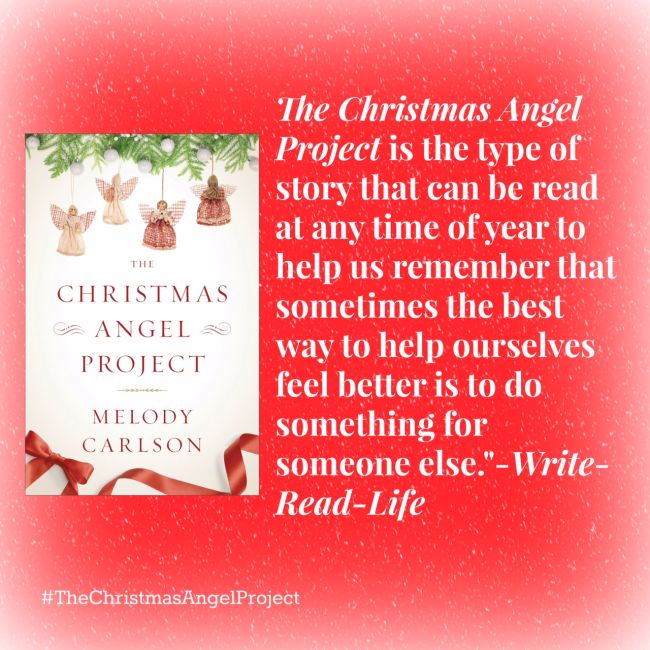 The Christmas Angel
Project is the type of
story that can be read
at any time of year to
help us remember that
sometimes the best
way to help ourselves
feel better is to do
something for
someone else."-Write-
Read-Life
THE
CHRISTMAS
ANGEL
PROJECT
MELODY
CARLSON
#TheChristmasAngelProject